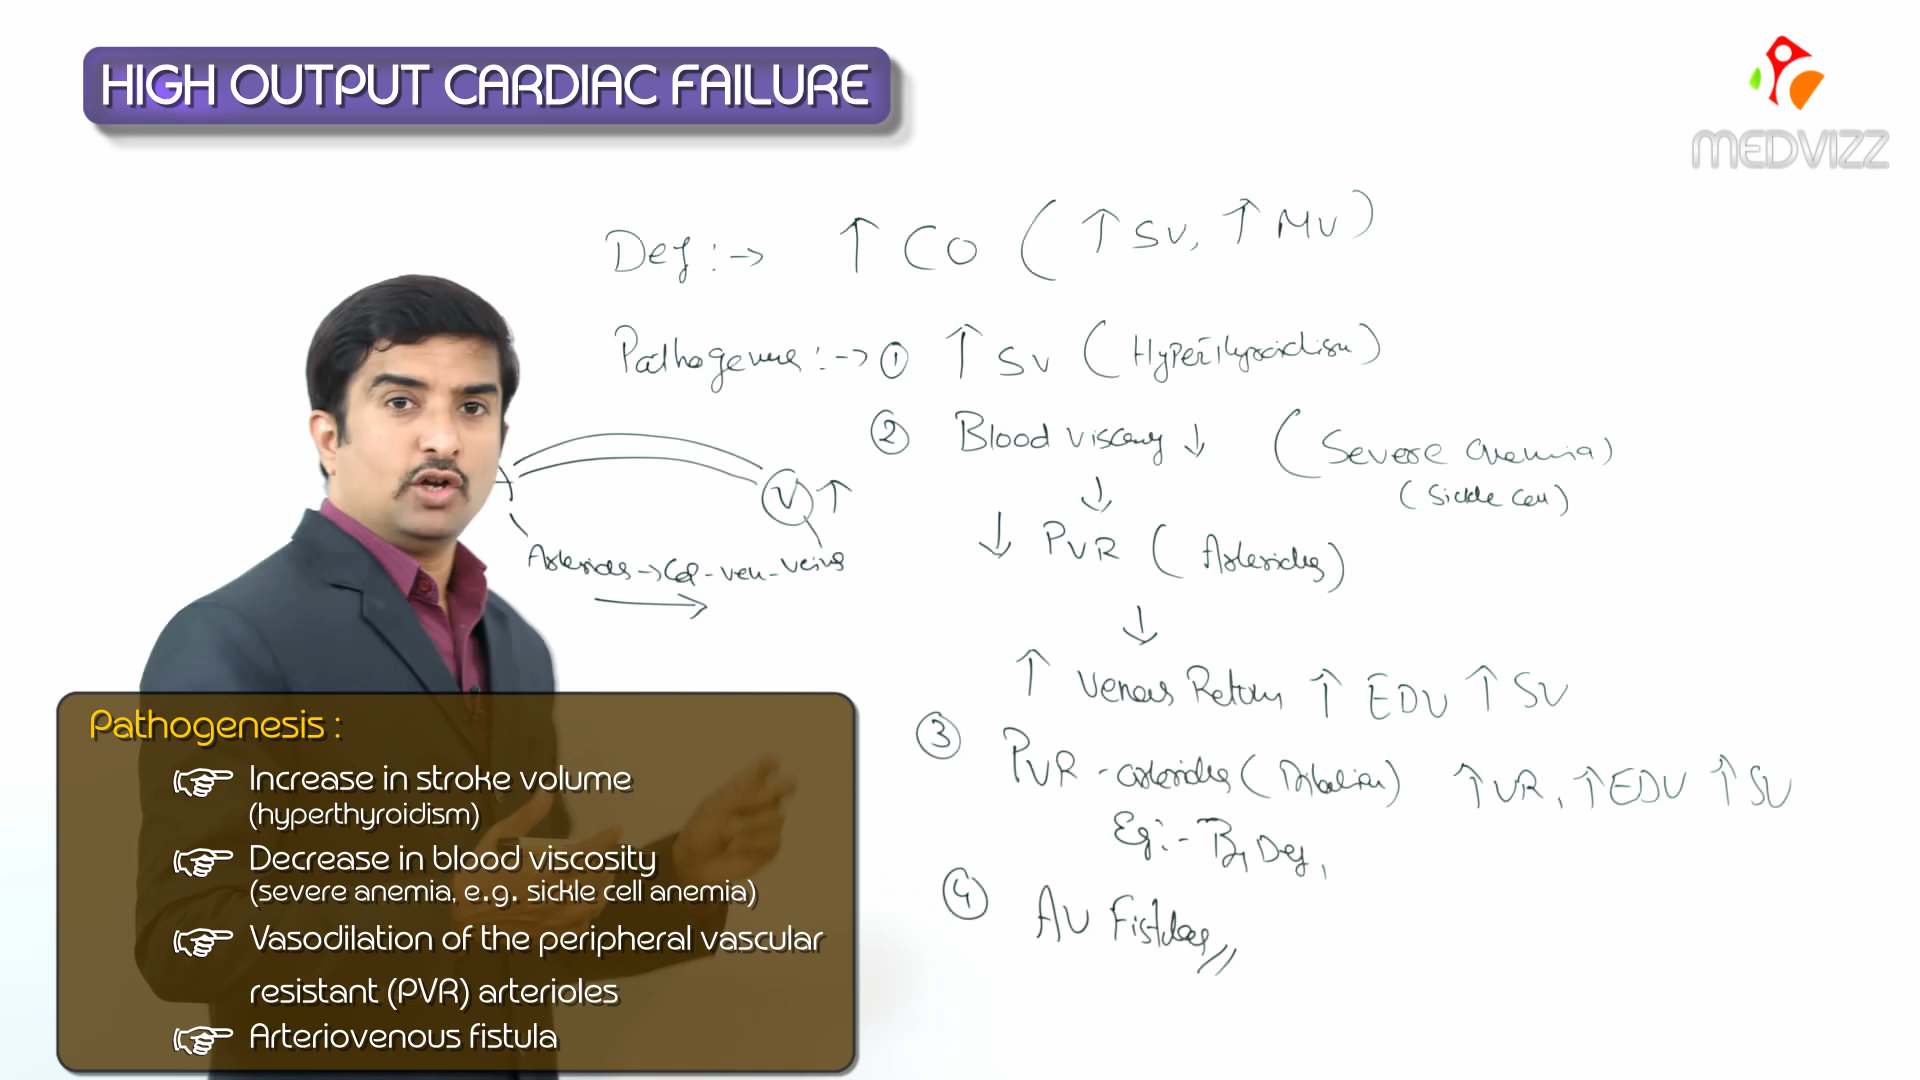 HIGH OUTPUT CARDIAC FAILURE
MEDVIZZ
Def :→ ↑ CO ( ↑ SV, ↑ MV )
Pathogenesis :→ ① ↑ SV ( Hyperthyroidism )
② Blood viscosity ↓ ( Severe anemia )
( Sickle cell )
↓
↓ PVR ( Arterioles )
↓
↑ Venous Return ↑ EDV ↑ SV
③ PVR - arterioles ( Dilation ) ↑ VR, ↑ EDV ↑ SV
Eg :- B1 Def,
④ AV Fistulas
V ↑
Arterioles → Cap - Ven - Veins
→
Pathogenesis :
Increase in stroke volume
(hyperthyroidism)
Decrease in blood viscosity
(severe anemia, e.g. sickle cell anemia)
Vasodilation of the peripheral vascular
resistant (PVR) arterioles
Arteriovenous fistula